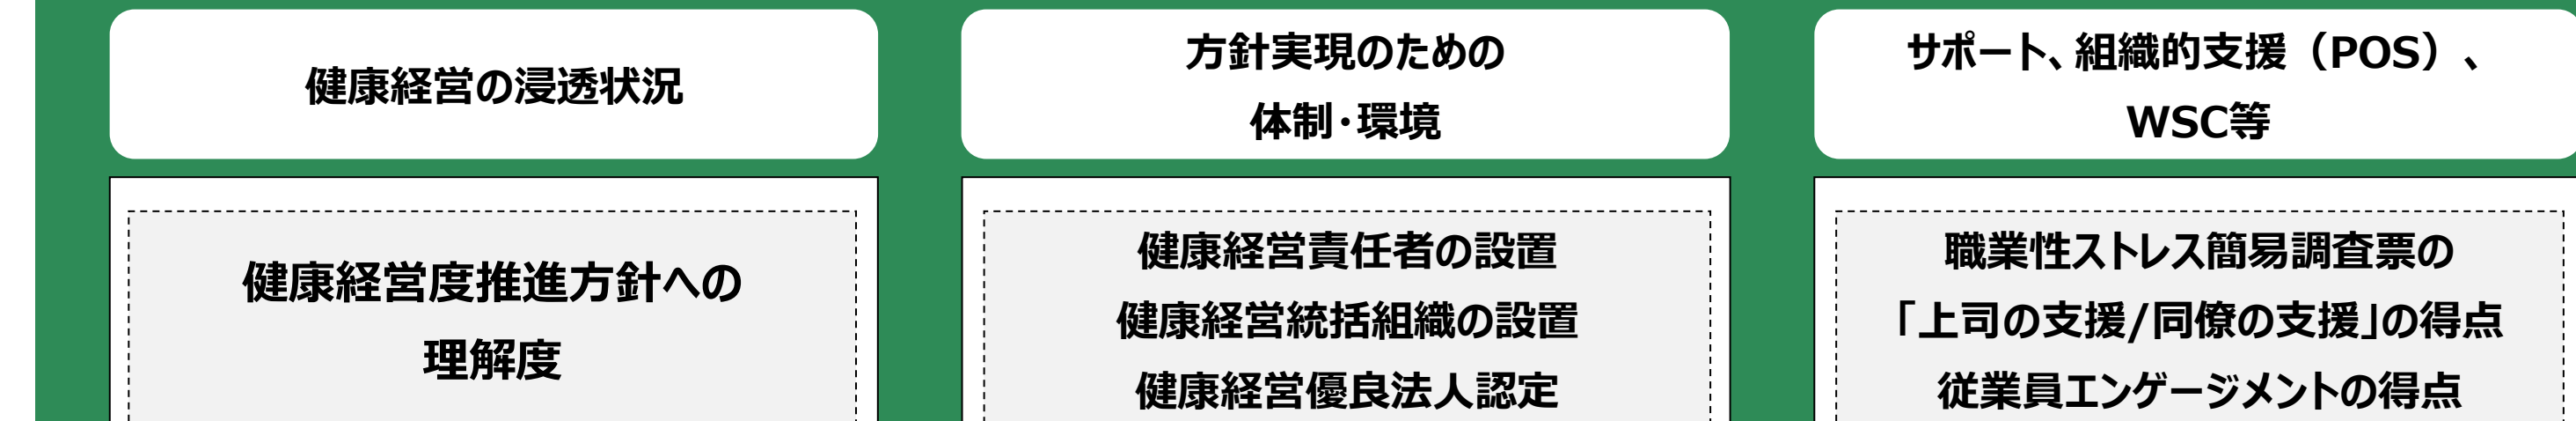 健康経営の浸透状況
方針実現のための
体制・環境
サポート、組織的支援（POS）、
WSC等
健康経営度推進方針への
理解度
健康経営責任者の設置
健康経営統括組織の設置
健康経営優良法人認定
職業性ストレス簡易調査票の
「上司の支援/同僚の支援」の得点
従業員エンゲージメントの得点